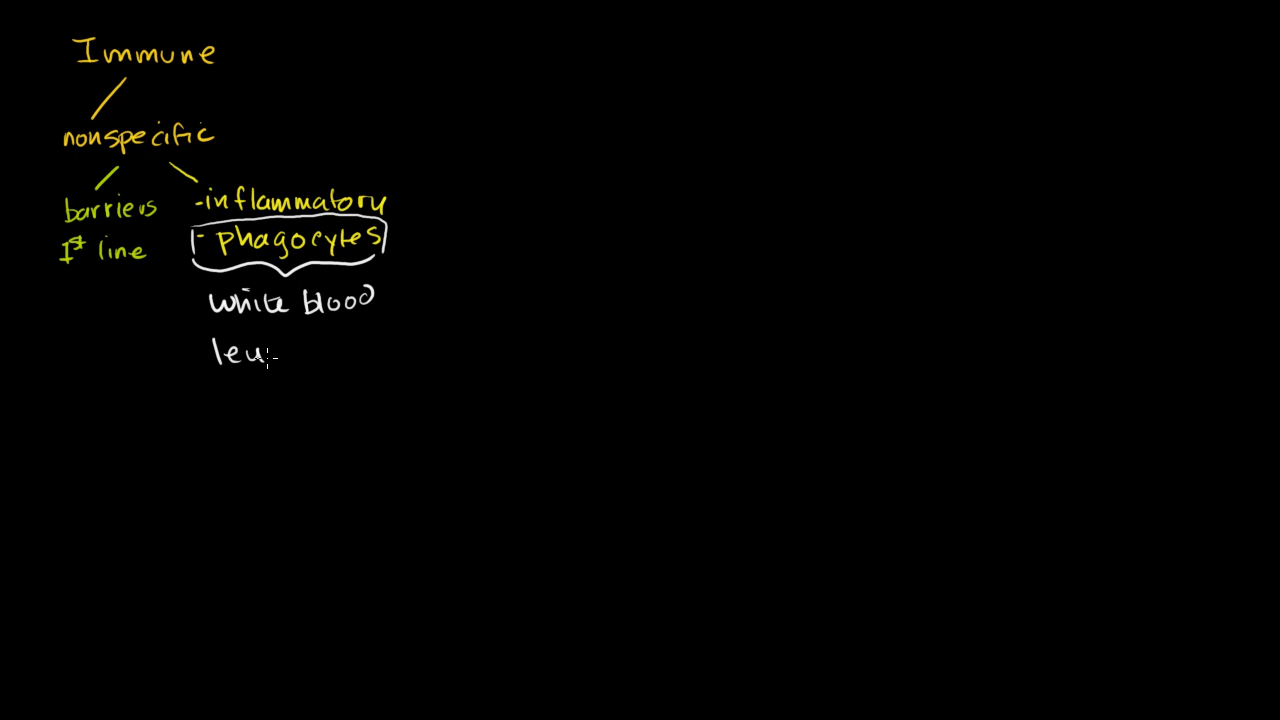 Immune
nonspecific
barriers
1st line
-inflammatory
- phagocytes
white blood
leu